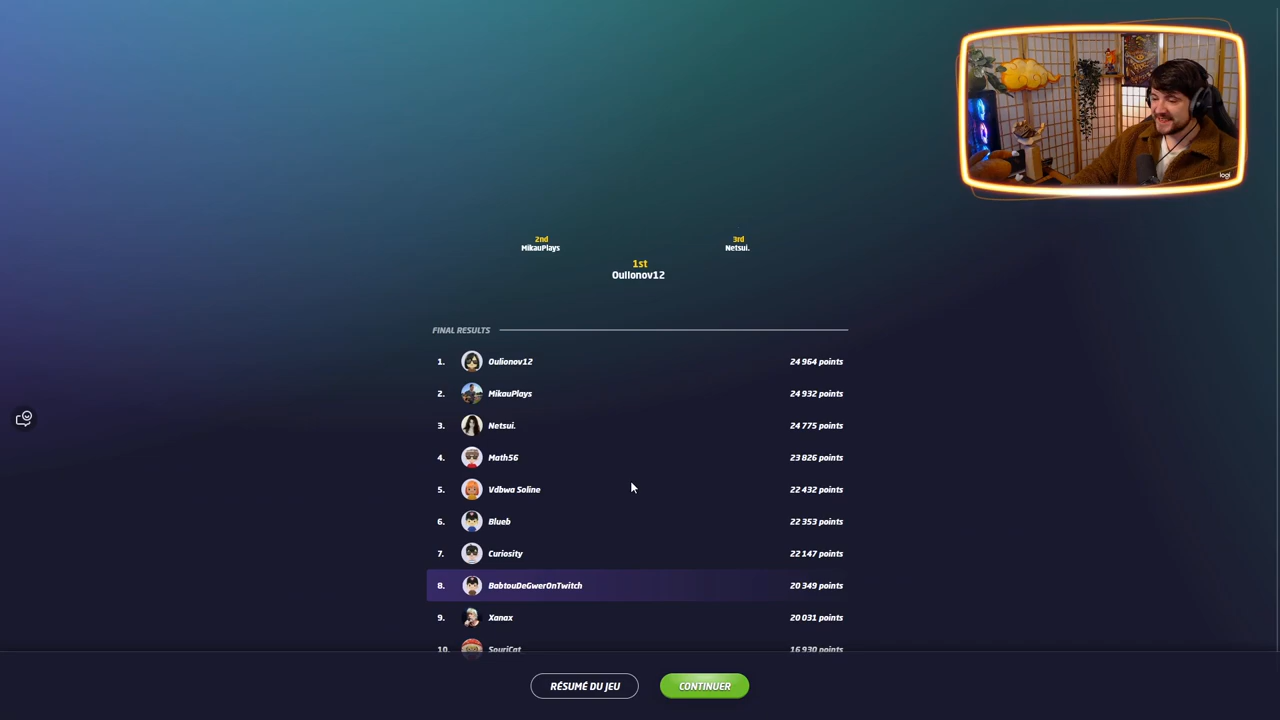 logi
2nd
MikauPlays
3rd
Netsui.
1st
Oulionov12
FINAL RESULTS
1. Oulionov12 24 964 points
2. MikauPlays 24 932 points
3. Netsui. 24 775 points
4. Math56 23 826 points
5. Vdbwa Soline 22 432 points
6. Blueb 22 353 points
7. Curiosity 22 147 points
8. BabtouDeGwerOnTwitch 20 349 points
9. Xanax 20 031 points
10. SouriCat 16 930 points
RÉSUMÉ DU JEU
CONTINUER